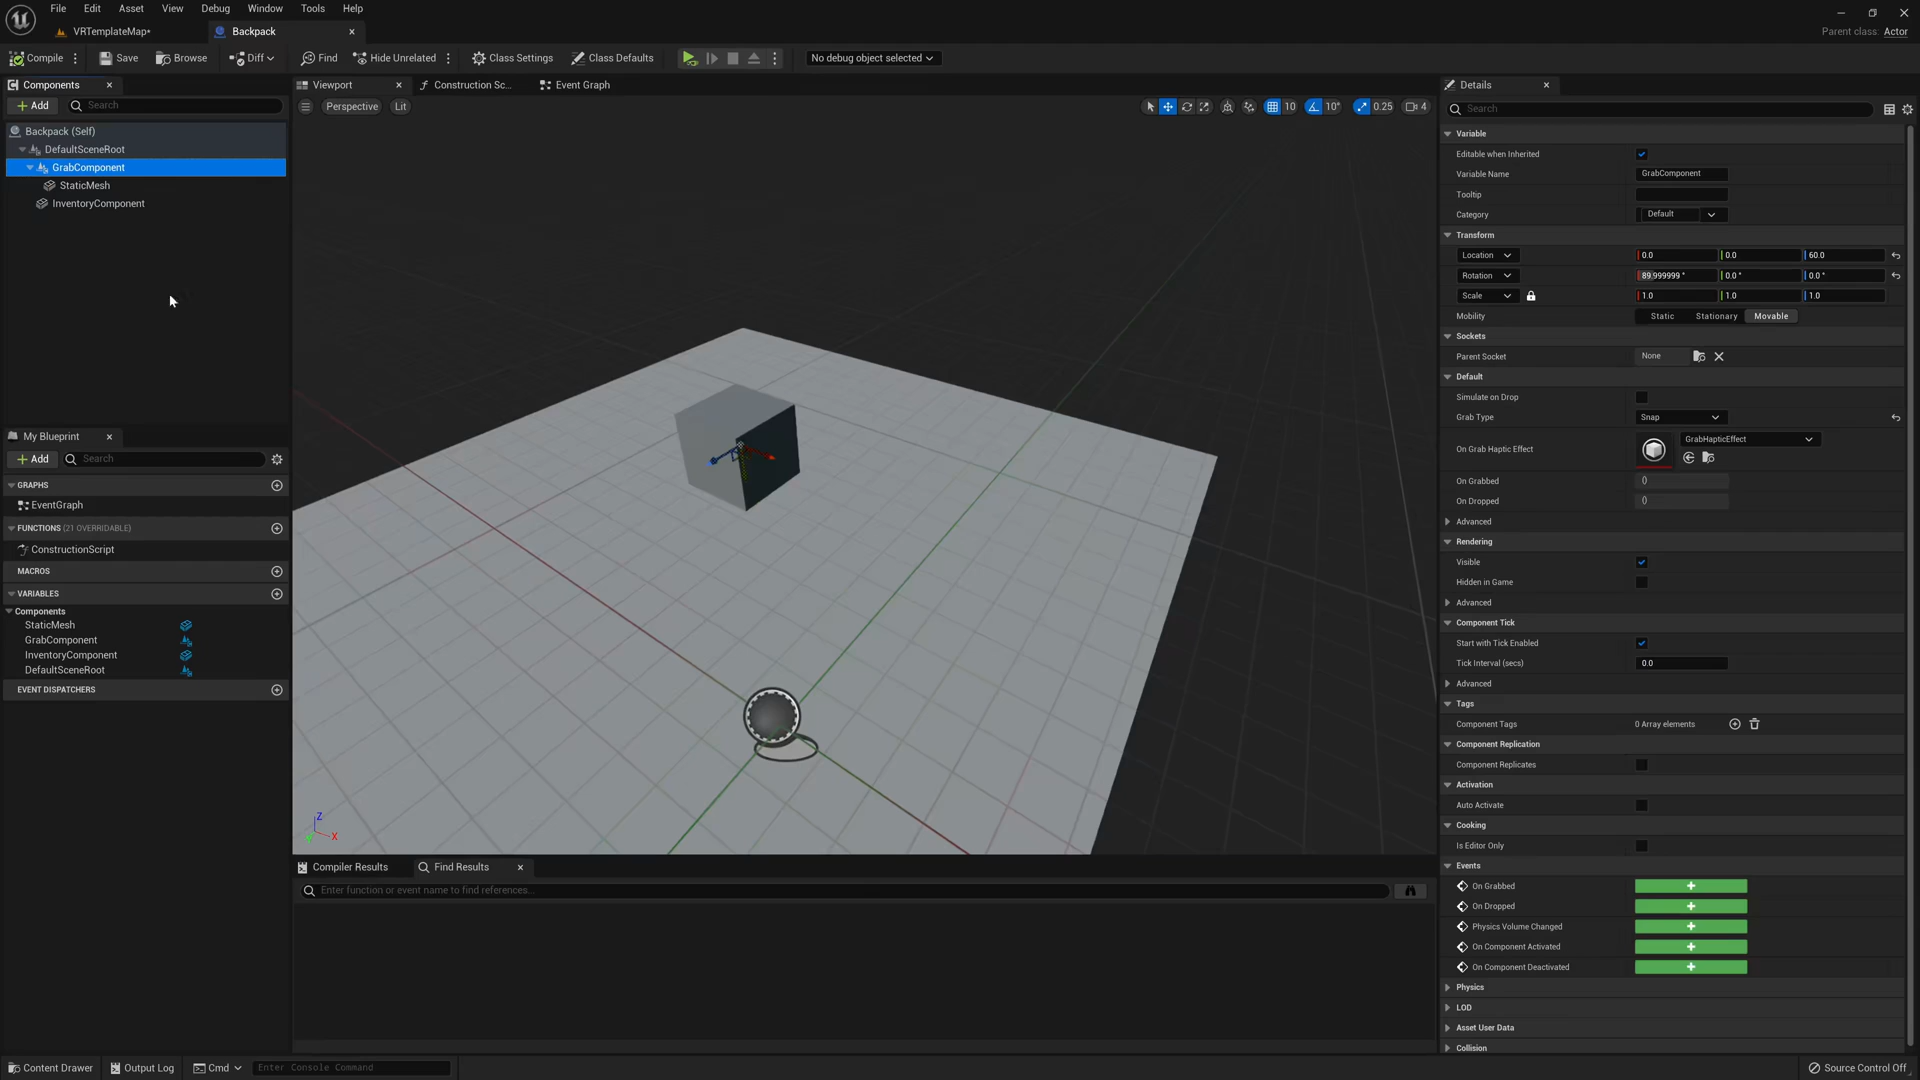 File Edit Asset View Debug Window Tools Help
VRTemplateMap* Backpack
Parent class: Actor
Compile Save Browse Diff Find Hide Unrelated Class Settings Class Defaults No debug object selected
Components
Add Search
Backpack (Self)
DefaultSceneRoot
GrabComponent
StaticMesh
InventoryComponent
My Blueprint
Add Search
GRAPHS
EventGraph
FUNCTIONS (21 OVERRIDABLE)
ConstructionScript
MACROS
VARIABLES
Components
StaticMesh
GrabComponent
InventoryComponent
DefaultSceneRoot
EVENT DISPATCHERS
Viewport Construction Sc... Event Graph
Perspective Lit 10 10° 0.25 4
Z
X
Compiler Results Find Results
Enter function or event name to find references...
Details
Search
Variable
Editable when Inherited
Variable Name GrabComponent
Tooltip
Category Default
Transform
Location 0.0 0.0 60.0
Rotation 89.999999 ° 0.0 ° 0.0 °
Scale 1.0 1.0 1.0
Mobility Static Stationary Movable
Sockets
Parent Socket None
Default
Simulate on Drop
Grab Type Snap
On Grab Haptic Effect GrabHapticEffect
On Grabbed ()
On Dropped ()
Advanced
Rendering
Visible
Hidden in Game
Advanced
Component Tick
Start with Tick Enabled
Tick Interval (secs) 0.0
Advanced
Tags
Component Tags 0 Array elements
Component Replication
Component Replicates
Activation
Auto Activate
Cooking
Is Editor Only
Events
On Grabbed
On Dropped
Physics Volume Changed
On Component Activated
On Component Deactivated
Physics
LOD
Asset User Data
Collision
Content Drawer Output Log Cmd Enter Console Command Source Control Off